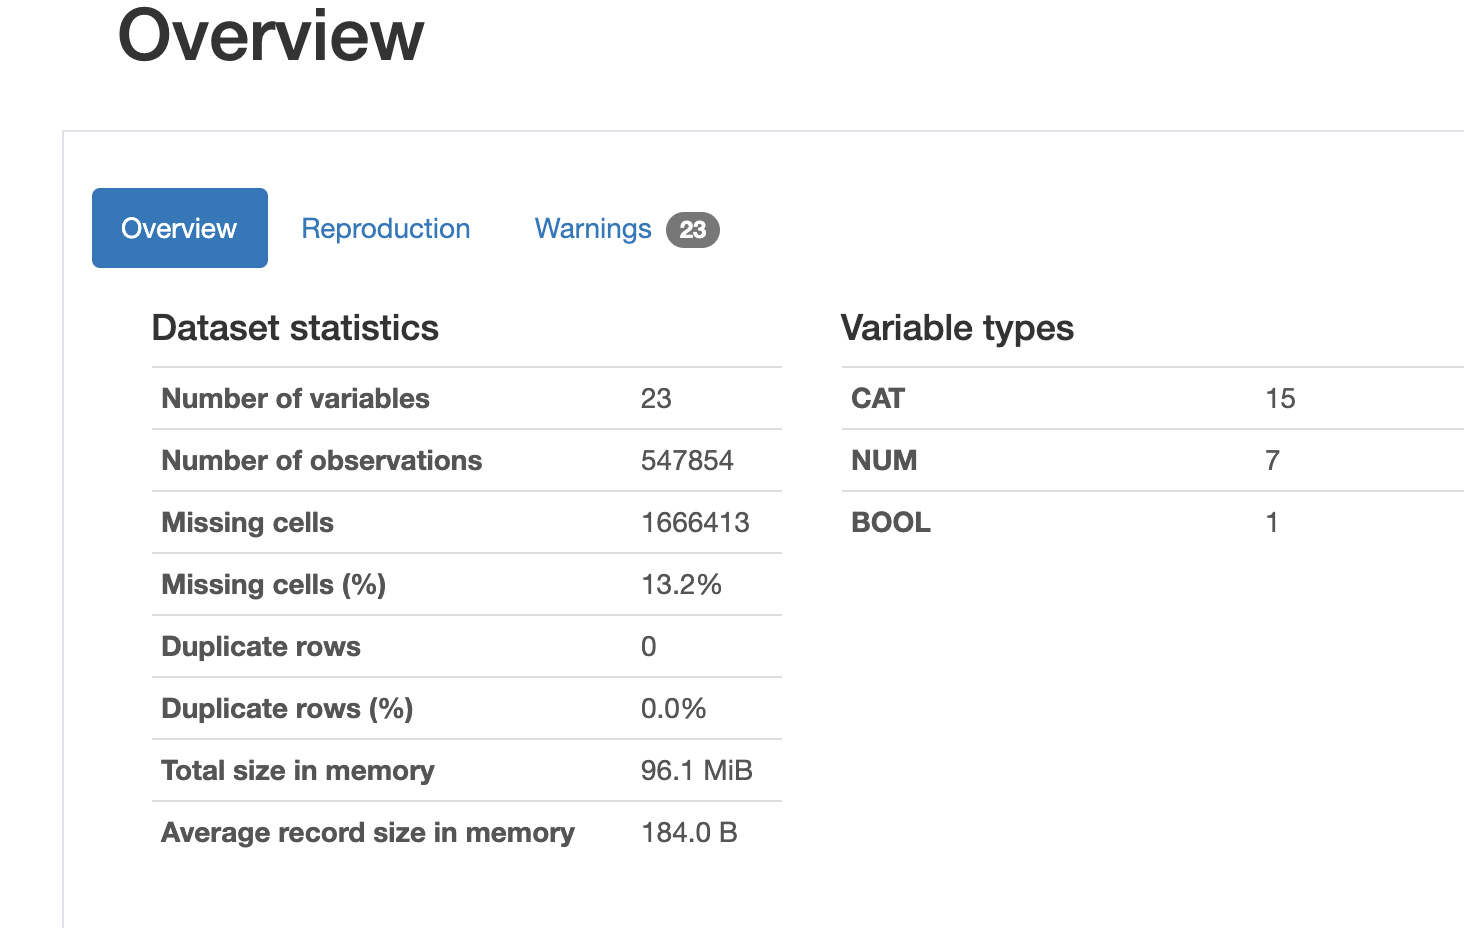 Overview
Overview Reproduction Warnings 23
Dataset statistics
Number of variables 23
Number of observations 547854
Missing cells 1666413
Missing cells (%) 13.2%
Duplicate rows 0
Duplicate rows (%) 0.0%
Total size in memory 96.1 MiB
Average record size in memory 184.0 B
Variable types
CAT 15
NUM 7
BOOL 1